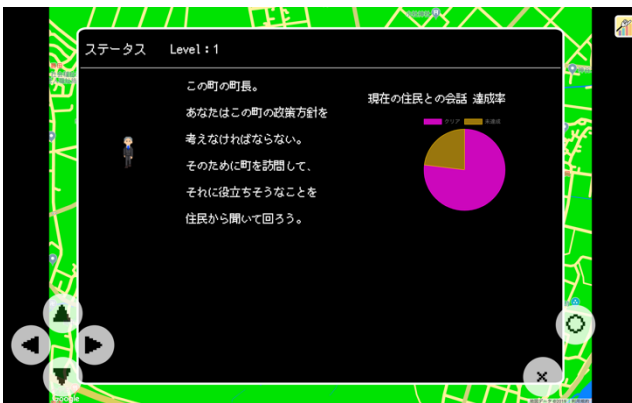 ステータス Level：1
この町の町長。
あなたはこの町の政策方針を
考えなければならない。
そのために町を訪問して、
それに役立ちそうなことを
住民から聞いて回ろう。
現在の住民との会話 達成率
クリア 未達成
Google